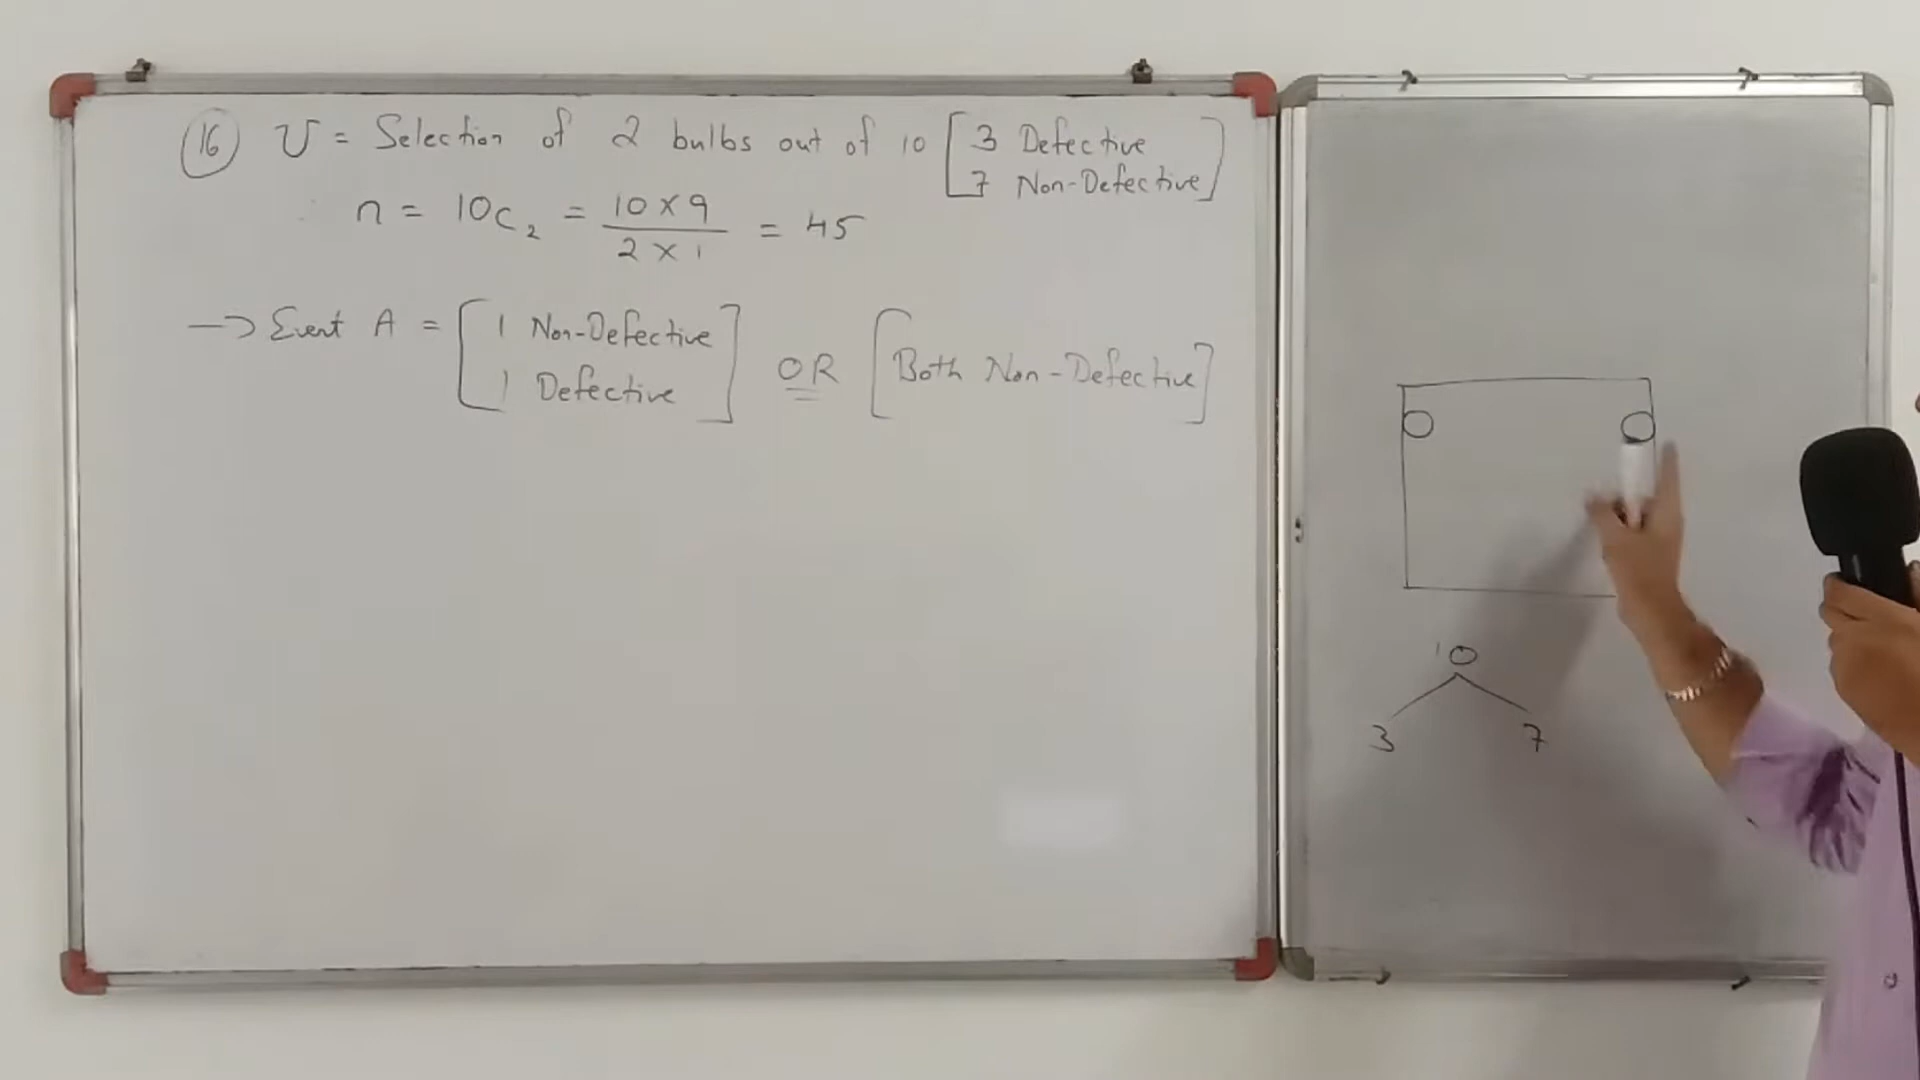 16 U = Selection of 2 bulbs out of 10 [ 3 Defective
7 Non-Defective ]
n = 10C₂ = 10 x 9 / 2 x 1 = 45
→ Event A = [ 1 Non-Defective
1 Defective ] OR [ Both Non-Defective ]
10
3 7